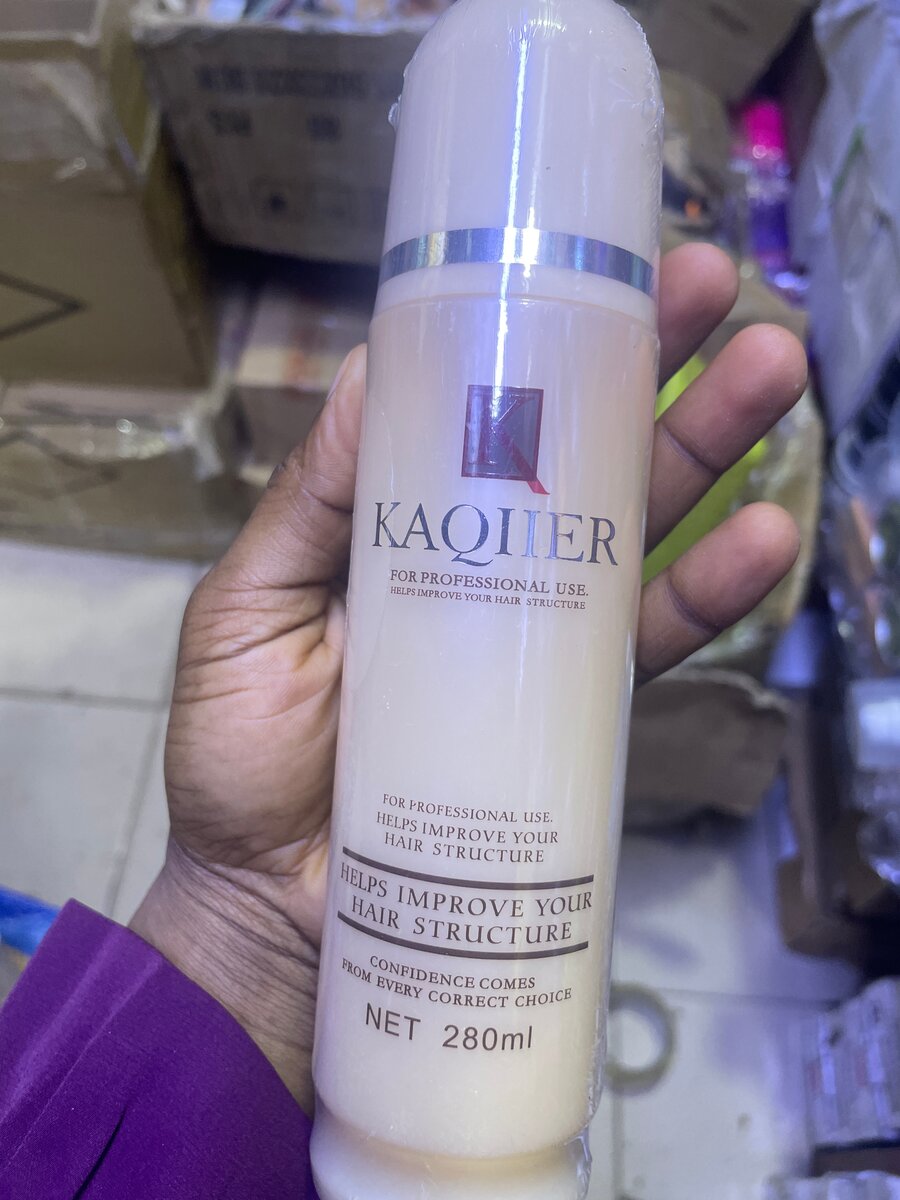 K
KAQIIER
FOR PROFESSIONAL USE.
HELPS IMPROVE YOUR HAIR STRUCTURE
FOR PROFESSIONAL USE.
HELPS IMPROVE YOUR
HAIR STRUCTURE
HELPS IMPROVE YOUR
HAIR STRUCTURE
CONFIDENCE COMES
FROM EVERY CORRECT CHOICE
NET 280ml